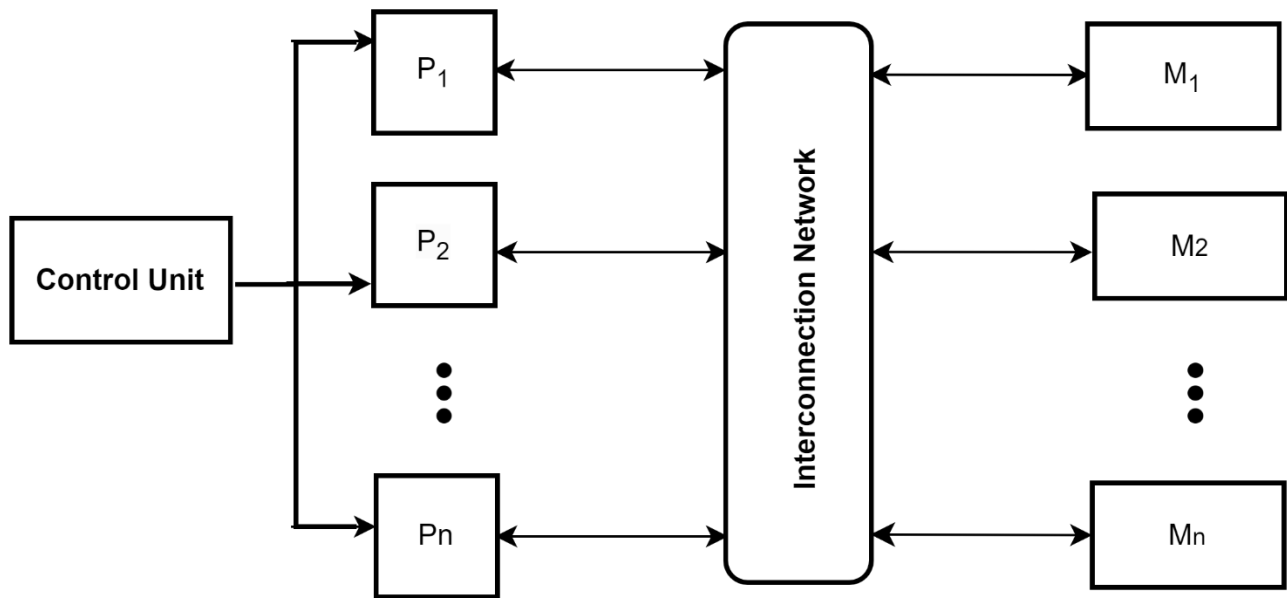 P₁
M₁
P₂
M2
Control Unit
Interconnection Network
Pn
Mn